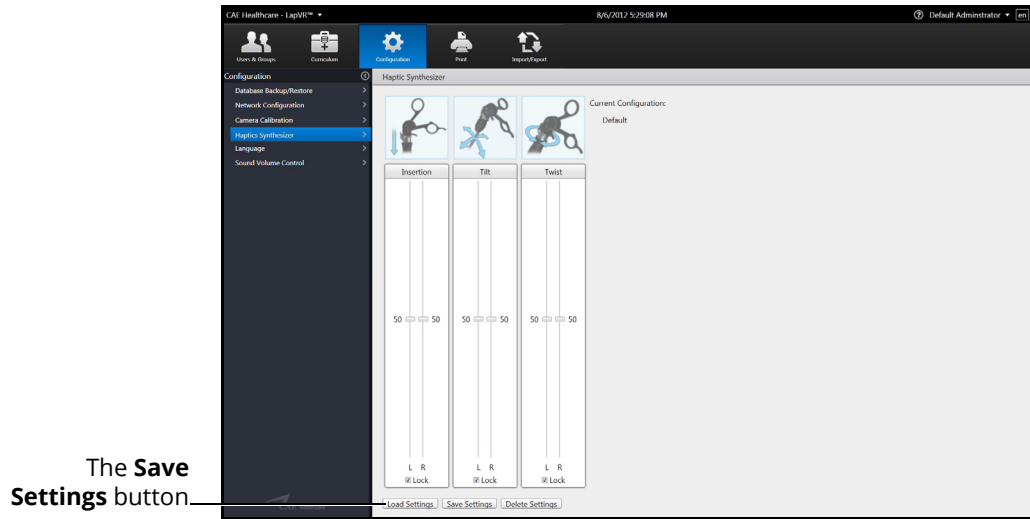 CAE Healthcare - LapVR™ 8/6/2012 5:29:08 PM Default Adminstrator en
Users & Groups Curriculum Configuration Print Import/Export
Configuration
Database Backup/Restore
Network Configuration
Camera Calibration
Haptics Synthesizer
Language
Sound Volume Control
Haptic Synthesizer
Current Configuration:
Default
Insertion Tilt Twist
50 50 50 50 50 50
L R L R L R
Lock Lock Lock
Load Settings Save Settings Delete Settings
The Save
Settings button
CAE Healthcare